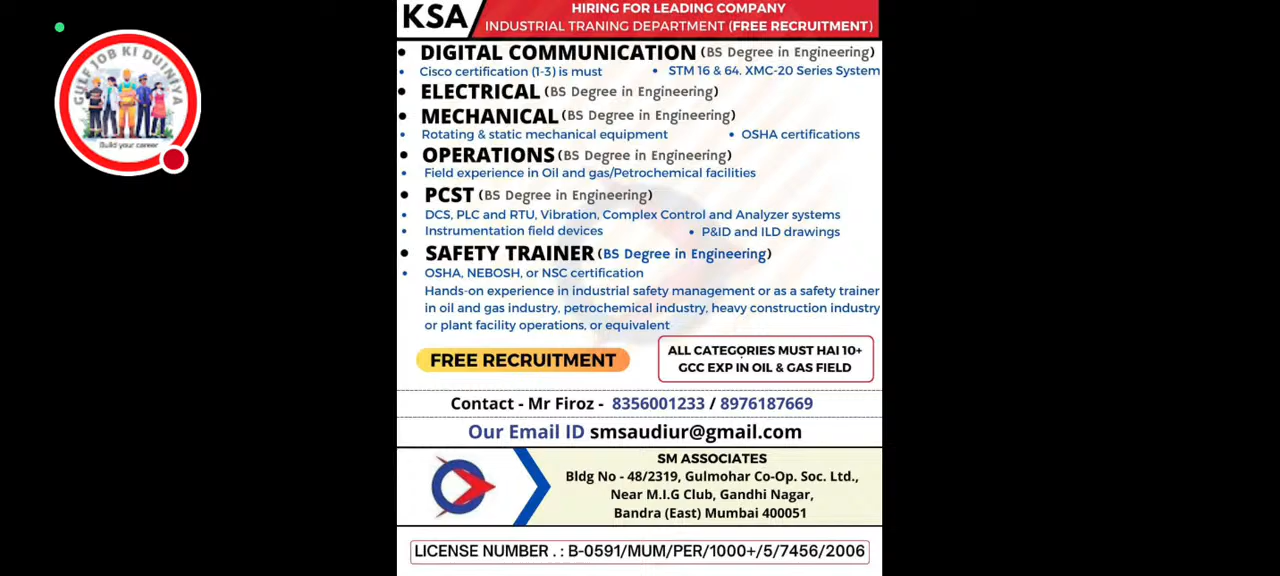 GULF JOB KI DUINIYA
Build your career
KSA
HIRING FOR LEADING COMPANY
INDUSTRIAL TRANING DEPARTMENT (FREE RECRUITMENT)
• DIGITAL COMMUNICATION (BS Degree in Engineering)
• Cisco certification (1-3) is must • STM 16 & 64. XMC-20 Series System
• ELECTRICAL (BS Degree in Engineering)
• MECHANICAL (BS Degree in Engineering)
• Rotating & static mechanical equipment • OSHA certifications
• OPERATIONS (BS Degree in Engineering)
• Field experience in Oil and gas/Petrochemical facilities
• PCST (BS Degree in Engineering)
• DCS, PLC and RTU, Vibration, Complex Control and Analyzer systems
• Instrumentation field devices • P&ID and ILD drawings
• SAFETY TRAINER (BS Degree in Engineering)
• OSHA, NEBOSH, or NSC certification
Hands-on experience in industrial safety management or as a safety trainer
in oil and gas industry, petrochemical industry, heavy construction industry
or plant facility operations, or equivalent
FREE RECRUITMENT
ALL CATEGORIES MUST HAI 10+
GCC EXP IN OIL & GAS FIELD
Contact - Mr Firoz - 8356001233 / 8976187669
Our Email ID smsaudiur@gmail.com
SM ASSOCIATES
Bldg No - 48/2319, Gulmohar Co-Op. Soc. Ltd.,
Near M.I.G Club, Gandhi Nagar,
Bandra (East) Mumbai 400051
LICENSE NUMBER . : B-0591/MUM/PER/1000+/5/7456/2006